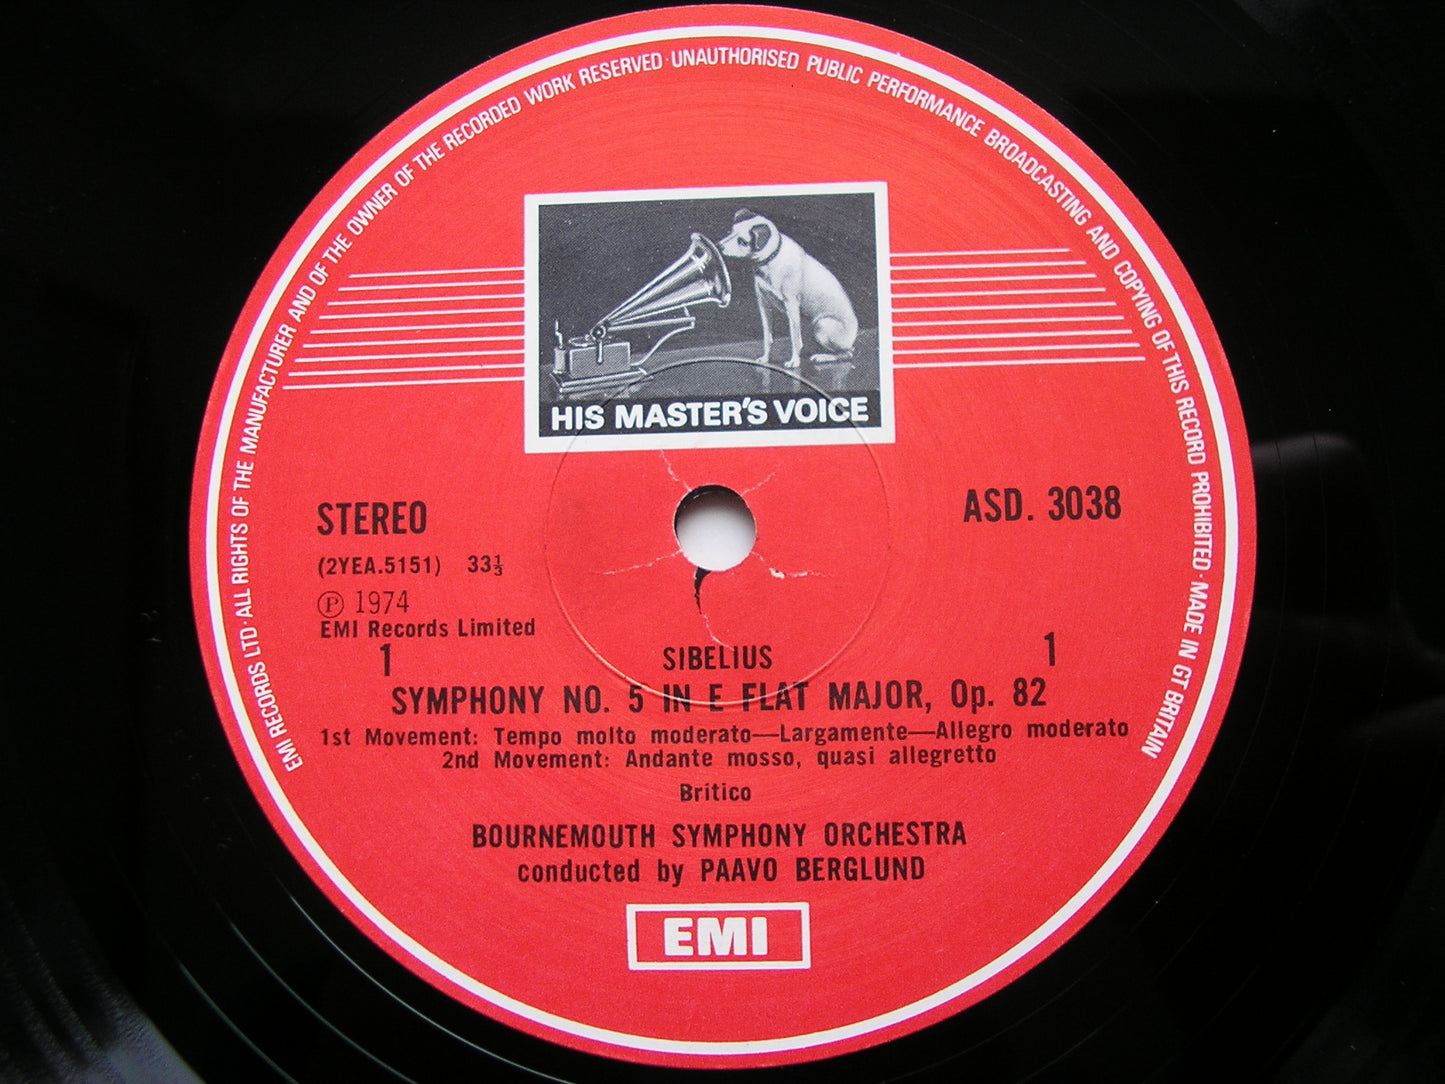 EMI RECORDS LTD · ALL RIGHTS OF THE MANUFACTURER AND OF THE OWNER OF THE RECORDED WORK RESERVED · UNAUTHORISED PUBLIC PERFORMANCE BROADCASTING AND COPYING OF THIS RECORD PROHIBITED · MADE IN GT BRITAIN
HIS MASTER'S VOICE
STEREO
ASD. 3038
(2YEA.5151) 33⅓
℗ 1974
EMI Records Limited
1 SIBELIUS 1
SYMPHONY NO. 5 IN E FLAT MAJOR, Op. 82
1st Movement: Tempo molto moderato—Largamente—Allegro moderato
2nd Movement: Andante mosso, quasi allegretto
Britico
BOURNEMOUTH SYMPHONY ORCHESTRA
conducted by PAAVO BERGLUND
EMI